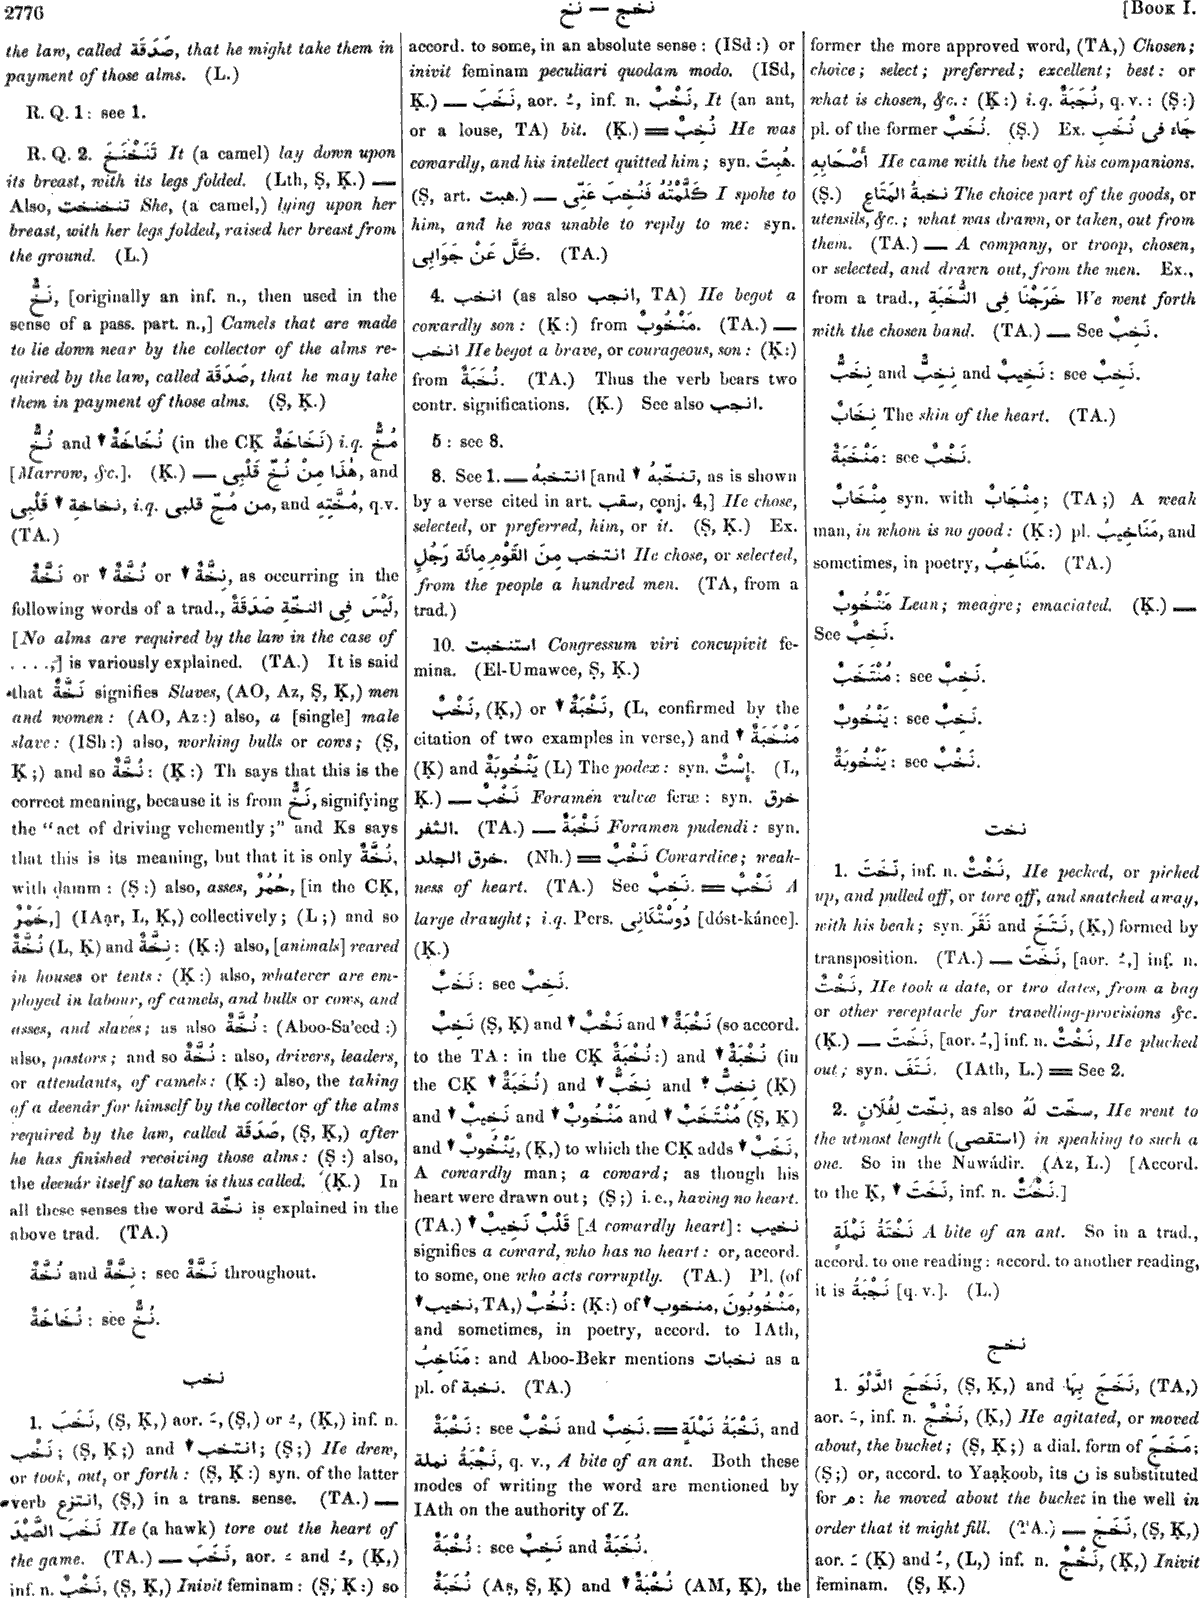 2776
نخج — نخ
[BOOK I.
the law, called صَدَقَة, that he might take them in
payment of those alms. (L.)
R. Q. 1: see 1.
R. Q. 2. تَنَخْنَخَ It (a camel) lay down upon
its breast, with its legs folded. (Lth, Ṣ, Ḳ.) —
Also, تنخنخت She, (a camel,) lying upon her
breast, with her legs folded, raised her breast from
the ground. (L.)
نَخٌّ, [originally an inf. n., then used in the
sense of a pass. part. n.,] Camels that are made
to lie down near by the collector of the alms re-
quired by the law, called صَدَقَة, that he may take
them in payment of those alms. (Ṣ, Ḳ.)
نُخٌّ and ↑ نُخَاخَةٌ (in the CḲ نَخَاخَةٌ) i.q. مُخٌّ
[Marrow, &c.]. (Ḳ.) — هٰذَا مِنْ نُخِّ قَلْبِى, and
نخاخة ↑ قَلْبِى, i.q. من مُخِّ قلبى, and مُخَّتِهِ, q.v.
(TA.)
نَخَّةٌ or ↑ نُخَّةٌ or ↑ نِخَّةٌ, as occurring in the
following words of a trad., لَيْسَ فِى النخّة صَدَقَةٌ,
[No alms are required by the law in the case of
. . . .,] is variously explained. (TA.) It is said
that نَخَّةٌ signifies Slaves, (AO, Az, Ṣ, Ḳ,) men
and women: (AO, Az:) also, a [single] male
slave: (ISh:) also, working bulls or cows; (Ṣ,
Ḳ;) and so نُخَّةٌ: (Ḳ:) Th says that this is the
correct meaning, because it is from نَخٌّ, signifying
the "act of driving vehemently;" and Ks says
that this is its meaning, but that it is only نُخَّةٌ,
with damm: (Ṣ:) also, asses, حُمُرٌ, [in the CḲ,
خَمْرٌ,] (IAar, L, Ḳ,) collectively; (L;) and so
نُخَّةٌ (L, Ḳ) and نِخَّةٌ: (Ḳ:) also, [animals] reared
in houses or tents: (Ḳ:) also, whatever are em-
ployed in labour, of camels, and bulls or cows, and
asses, and slaves; as also نُخَّةٌ: (Aboo-Sa'eed:)
also, pastors; and so نُخَّةٌ: also, drivers, leaders,
or attendants, of camels: (Ḳ:) also, the taking
of a deenár for himself by the collector of the alms
required by the law, called صَدَقَة, (Ṣ, Ḳ,) after
he has finished receiving those alms: (Ṣ:) also,
the deenár itself so taken is thus called. (Ḳ.) In
all these senses the word نخّة is explained in the
above trad. (TA.)
نُخَّةٌ and نِخَّةٌ: see نَخَّةٌ throughout.
نُخَاخَةٌ: see نُخٌّ.
نخب
1. نَخَبَ, (Ṣ, Ḳ,) aor. ـَ, (Ṣ,) or ـُ, (Ḳ,) inf. n.
نَخْب; (Ṣ, Ḳ;) and ↑ انتخب; (Ṣ;) He drew,
or took, out, or forth: (Ṣ, Ḳ:) syn. of the latter
verb انتزع, (Ṣ,) in a trans. sense. (TA.) —
نَخَبَ الصَّيْدَ He (a hawk) tore out the heart of
the game. (TA.) — نَخَبَ, aor. ـَ and ـُ, (Ḳ,)
inf. n. نَخْبٌ, (Ṣ, Ḳ,) Inivit feminam: (Ṣ, Ḳ:) so
accord. to some, in an absolute sense: (ISd:) or
inivit feminam peculiari quodam modo. (ISd,
Ḳ.) — نَخَبَ, aor. ـُ, inf. n. نَخْبٌ, It (an ant,
or a louse, TA) bit. (Ḳ.) = نُخِبَ He was
cowardly, and his intellect quitted him; syn. هُبِتَ.
(Ṣ, art. هبت.) — كَلَّمْتُهُ فَنُخِبَ عَنِّى I spoke to
him, and he was unable to reply to me: syn.
كَلَّ عَنْ جَوَابِى. (TA.)
4. انخب (as also انجب, TA) He begot a
cowardly son: (Ḳ:) from مَنْخُوبٌ. (TA.) —
انخب He begot a brave, or courageous, son: (Ḳ:)
from نُخَبَةٌ. (TA.) Thus the verb bears two
contr. significations. (Ḳ.) See also انجب.
5: see 8.
8. See 1. — انتخبهُ [and ↑ تنخّبهُ, as is shown
by a verse cited in art. سقب, conj. 4,] He chose,
selected, or preferred, him, or it. (Ṣ, Ḳ.) Ex.
انتخب مِنَ القَوْمِ مِائَةَ رَجُلٍ He chose, or selected,
from the people a hundred men. (TA, from a
trad.)
10. استنخبت Congressum viri concupivit fe-
mina. (El-Umawee, Ṣ, Ḳ.)
نَخْبٌ, (Ḳ,) or ↑ نَخْبَةٌ, (L, confirmed by the
citation of two examples in verse,) and ↑ مَنْخَبَةٌ
(Ḳ) and يَنْخُوبَةٌ (L) The podex: syn. إِسْتٌ. (L,
Ḳ.) — نَخْبٌ Foramen vulvæ feræ: syn. خرق
الثفر. (TA.) — نَخْبَةٌ Foramen pudendi: syn.
خرق الجلد. (Nh.) = نَخْبٌ Cowardice; weak-
ness of heart. (TA.) See نَخِبٌ. = نَخْبٌ A
large draught; i.q. Pers. دُوسْتْكَانِى [dóst-kánee].
(Ḳ.)
نَخَبٌ: see نَخِبٌ.
نَخِبٌ (Ṣ, Ḳ) and ↑ نَخْبٌ and ↑ نَخْبَةٌ (so accord.
to the TA: in the CḲ نُخْبَةٌ:) and ↑ نُخَبَةٌ (in
the CḲ ↑ نُخَبَةٌ) and ↑ نِخَبٌّ and ↑ نِخِبٌّ (Ḳ)
and ↑ نَخِيبٌ and ↑ مَنْخُوبٌ and ↑ مُنْتَخَبٌ (Ṣ, Ḳ)
and ↑ يَنْخُوبٌ, (Ḳ,) to which the CḲ adds ↑ نَخَبٌ,
A cowardly man; a coward; as though his
heart were drawn out; (Ṣ;) i. e., having no heart.
(TA.) ↑ قَلْبٌ نَخِيبٌ [A cowardly heart]: نخيب
signifies a coward, who has no heart: or, accord.
to some, one who acts corruptly. (TA.) Pl. (of
↑ نخيب, TA,) نُخُبٌ: (Ḳ:) of ↑ منخوب, مَنْخُوبُونَ,
and sometimes, in poetry, accord. to IAth,
مَنَاخِبُ: and Aboo-Bekr mentions نخبات as a
pl. of نخبة. (TA.)
نَخْبَةٌ: see نَخْبٌ and نَخِبٌ. = نَخْبَةُ نَمْلَةٍ, and
نَجْبَةُ نملة, q. v., A bite of an ant. Both these
modes of writing the word are mentioned by
IAth on the authority of Z.
نُخْبَةٌ: see نَخِبٌ and نُخَبَةٌ.
نُخَبَةٌ (Aṣ, Ṣ, Ḳ) and ↑ نُخْبَةٌ (AM, Ḳ), the
former the more approved word, (TA,) Chosen;
choice; select; preferred; excellent; best: or
what is chosen, &c.: (Ḳ:) i.q. نُجَبَةٌ, q. v.: (Ṣ:)
pl. of the former نُخَبٌ. (Ṣ.) Ex. جَاءَ فى نُخَبِ
أَصْحَابِهِ He came with the best of his companions.
(Ṣ.) نخبةُ المَتَاعِ The choice part of the goods, or
utensils, &c.; what was drawn, or taken, out from
them. (TA.) — A company, or troop, chosen,
or selected, and drawn out, from the men. Ex.,
from a trad., خَرَجْنَا فِى النُّخَبَةِ We went forth
with the chosen band. (TA.) — See نَخِبٌ.
نِخَبٌّ and نِخِبٌّ and نَخِيبٌ: see نَخِبٌ.
نِخَابٌ The skin of the heart. (TA.)
مَنْخَبَةٌ: see نَخْبٌ.
مِنْخَابٌ syn. with مِنْجَابٌ; (TA;) A weak
man, in whom is no good: (Ḳ:) pl. مَنَاخِيبُ, and
sometimes, in poetry, مَنَاخِبُ. (TA.)
مَنْخُوبٌ Lean; meagre; emaciated. (Ḳ.) —
See نَخِبٌ.
مُنْتَخَبٌ: see نَخِبٌ.
يَنْخُوبٌ: see نَخِبٌ.
يَنْخُوبَةٌ: see نَخْبٌ.
نخت
1. نَخَتَ, inf. n. نَخْتٌ, He pecked, or picked
up, and pulled off, or tore off, and snatched away,
with his beak; syn. نَقَرَ and نَتَخَ, (Ḳ,) formed by
transposition. (TA.) — نَخَتَ, [aor. ـُ,] inf. n.
نَخْتٌ, He took a date, or two dates, from a bag
or other receptacle for travelling-provisions &c.
(Ḳ.) — نَخَتَ, [aor. ـُ,] inf. n. نَخْتٌ, He plucked
out; syn. نَتَفَ. (IAth, L.) = See 2.
2. نخّت لِفُلَانٍ, as also سخّت لَهُ, He went to
the utmost length (استقصى) in speaking to such a
one. So in the Nawádir. (Az, L.) [Accord.
to the Ḳ, ↑ نَخَتَ, inf. n. نَخْتٌ.]
نَخْتَةُ نَمْلَةٍ A bite of an ant. So in a trad.,
accord. to one reading: accord. to another reading,
it is نَجْبَةُ [q. v.]. (L.)
نخج
1. نَخَجَ الدَّلْوَ, (Ṣ, Ḳ,) and نَخَجَ بِهَا, (TA,)
aor. ـَ, inf. n. نَخْجٌ, (Ḳ,) He agitated, or moved
about, the bucket; (Ṣ, Ḳ;) a dial. form of مَخَجَ;
(Ṣ;) or, accord. to Yaạḳoob, its ن is substituted
for م: he moved about the bucket in the well in
order that it might fill. (TA.) — نَخَجَ, (Ṣ, Ḳ,)
aor. ـَ (Ḳ) and ـُ, (L,) inf. n. نَخْجٌ, (Ḳ,) Inivit
feminam. (Ṣ, Ḳ.)